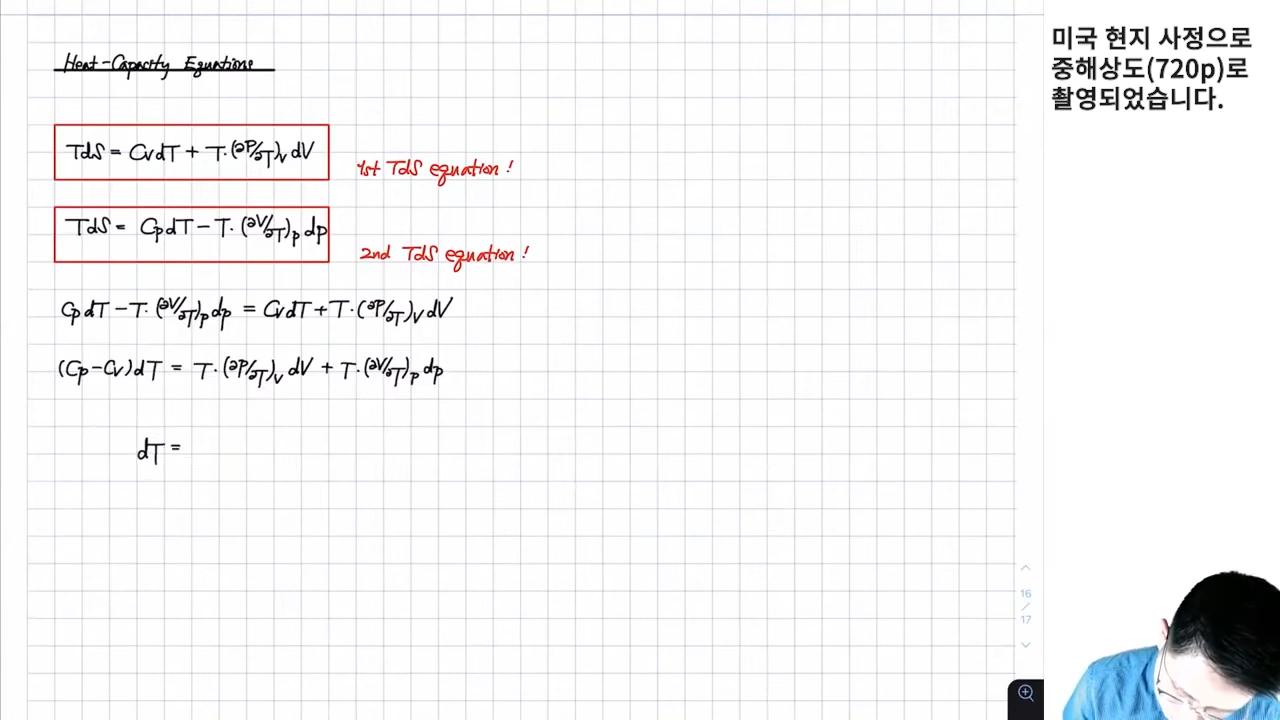 Heat-Capacity Equations
TdS = CvdT + T·(∂P/∂T)v dV
1st TdS equation!
TdS = CpdT − T·(∂V/∂T)p dp
2nd TdS equation!
CpdT − T·(∂V/∂T)p dp = CvdT + T·(∂P/∂T)v dV
(Cp − Cv)dT = T·(∂P/∂T)v dV + T·(∂V/∂T)p dp
dT =
미국 현지 사정으로
중해상도(720p)로
촬영되었습니다.
16
/
17